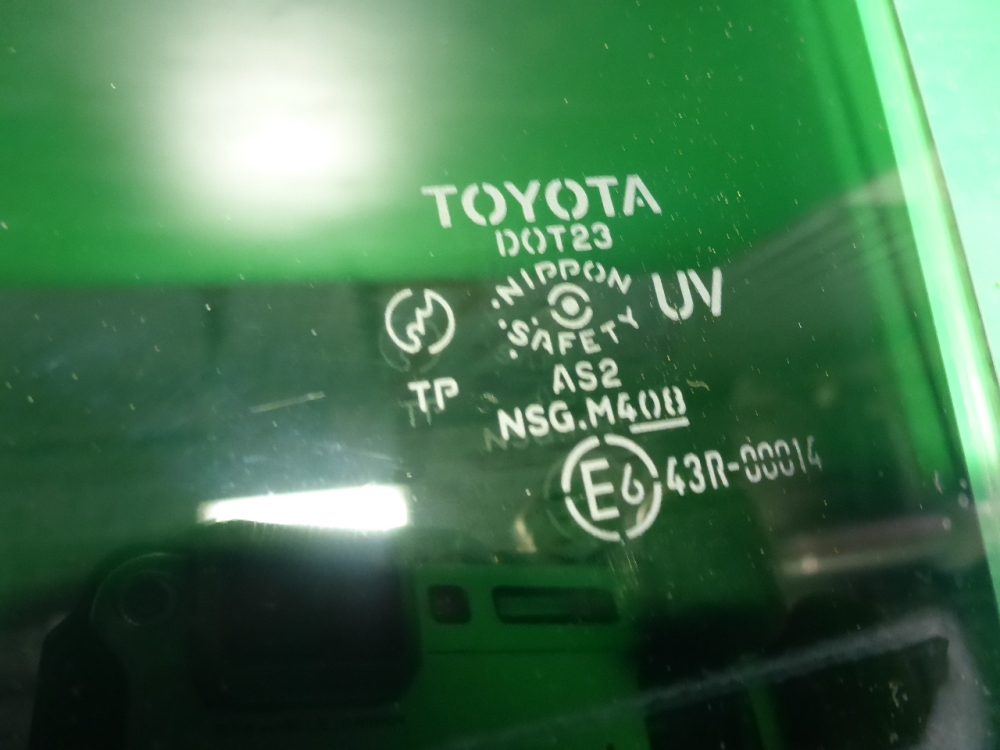 TOYOTA
DOT23
NIPPON
SAFETY
UV
TP
AS2
NSG.M408
E6 43R-00014